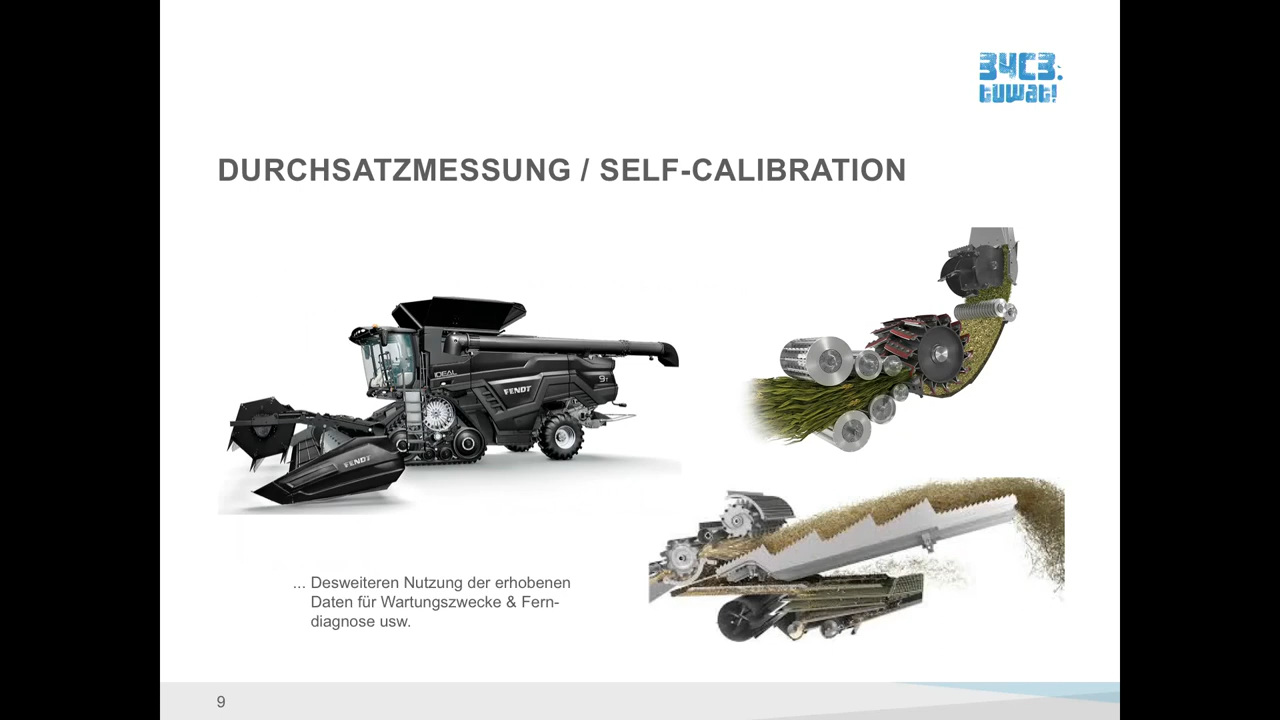 34C3.
tuwat!
DURCHSATZMESSUNG / SELF-CALIBRATION
IDEAL
FENDT
9T
FENDT
... Desweiteren Nutzung der erhobenen
Daten für Wartungszwecke & Fern-
diagnose usw.
9